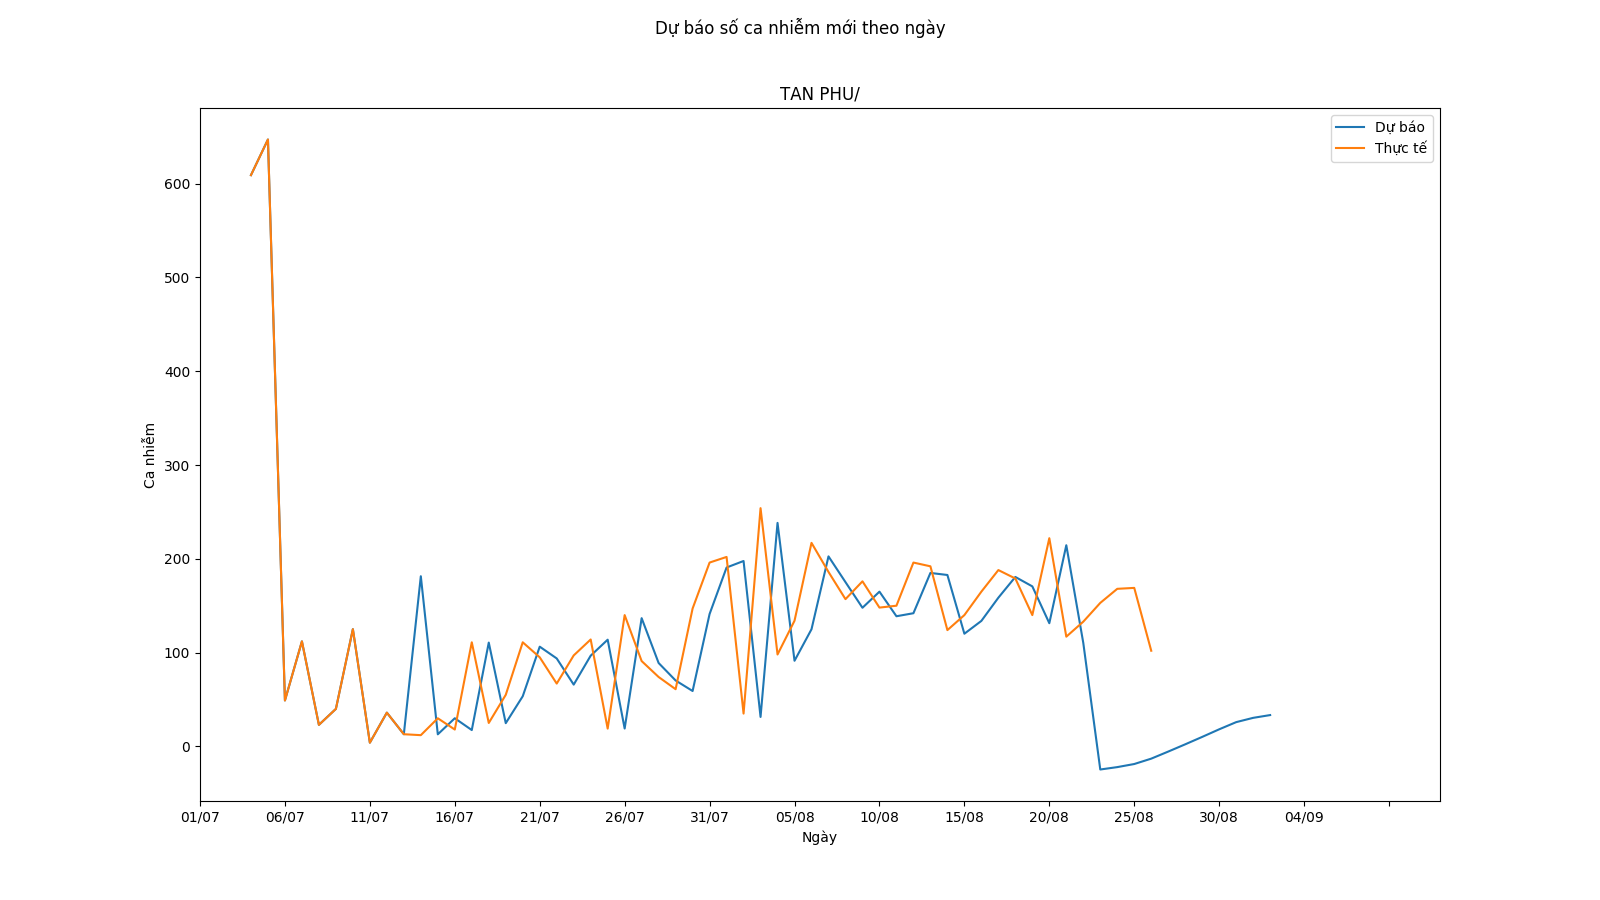 Dự báo số ca nhiễm mới theo ngày
TAN PHU/
Dự báo
Thực tế
600
500
400
300
200
100
0
Ca nhiễm
01/07 06/07 11/07 16/07 21/07 26/07 31/07 05/08 10/08 15/08 20/08 25/08 30/08 04/09
Ngày